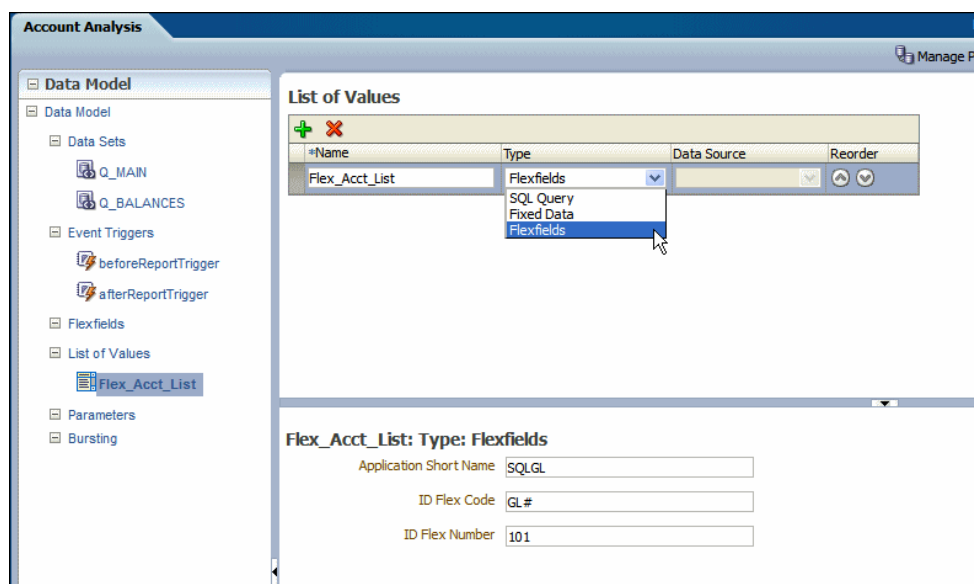 Account Analysis
Manage P
Data Model
Data Model
Data Sets
Q_MAIN
Q_BALANCES
Event Triggers
beforeReportTrigger
afterReportTrigger
Flexfields
List of Values
Flex_Acct_List
Parameters
Bursting
List of Values
*Name Type Data Source Reorder
Flex_Acct_List Flexfields
SQL Query
Fixed Data
Flexfields
Flex_Acct_List: Type: Flexfields
Application Short Name SQLGL
ID Flex Code GL#
ID Flex Number 101